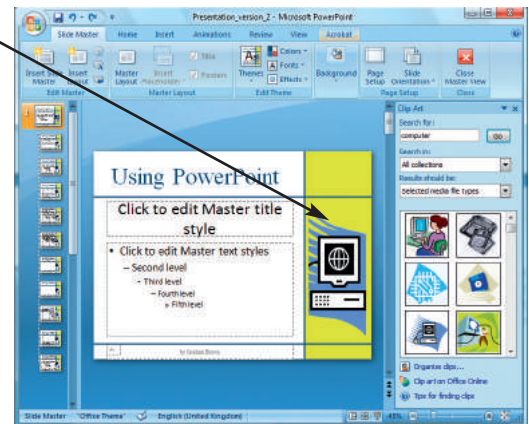 Presentation_version_2 - Microsoft PowerPoint
Slide Master Home Insert Animations Review View Acrobat
Insert Slide Master
Insert Layout
Master Layout
Insert Placeholder
Title
Footers
Themes
Colors
Fonts
Effects
Background
Page Setup
Slide Orientation
Close Master View
Edit Master Master Layout Edit Theme Page Setup Close
Clip Art
Search for:
computer
Go
Search in:
All collections
Results should be:
Selected media file types
Using PowerPoint
Click to edit Master title
style
• Click to edit Master text styles
– Second level
• Third level
– Fourth level
» Fifth level
Organize clips...
Clip art on Office Online
Tips for finding clips
Slide Master "Office Theme" English (United Kingdom) 45%